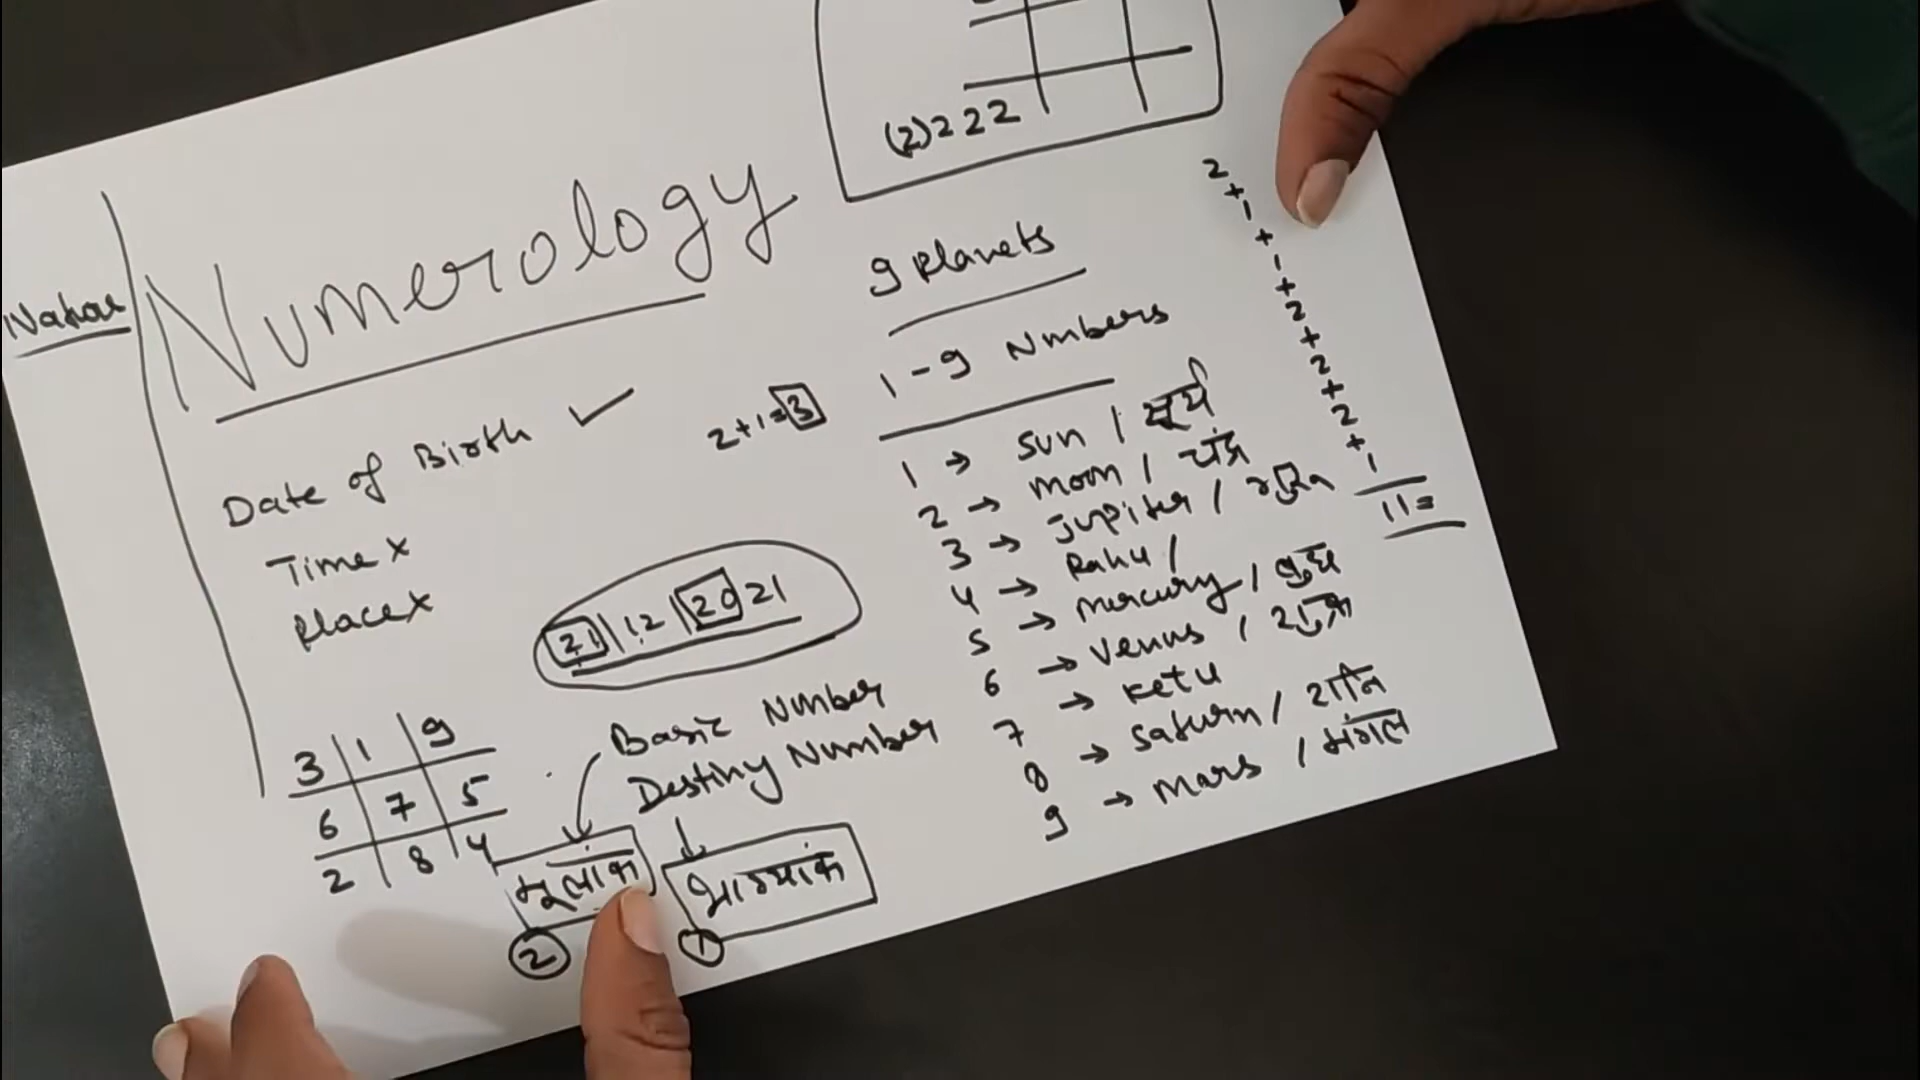 (2)222
Numerology
9 Planets
1-9 Numbers
Date of Birth ✓
Time x
Place x
2+1=3
21|12|2021
Basic Number
Destiny Number
मूलांक
भाग्यांक
2
3|1|9
6|7|5
2|8|4
1 → Sun / सूर्य
2 → Moon / चंद्र
3 → Jupiter /
4 → Rahu /
5 → Mercury / बुध
6 → Venus / शुक्र
7 → Ketu
8 → Saturn / शनि
9 → Mars / मंगल
2
+
1
+
1
+
2
+
2
+
2
+
1
11=